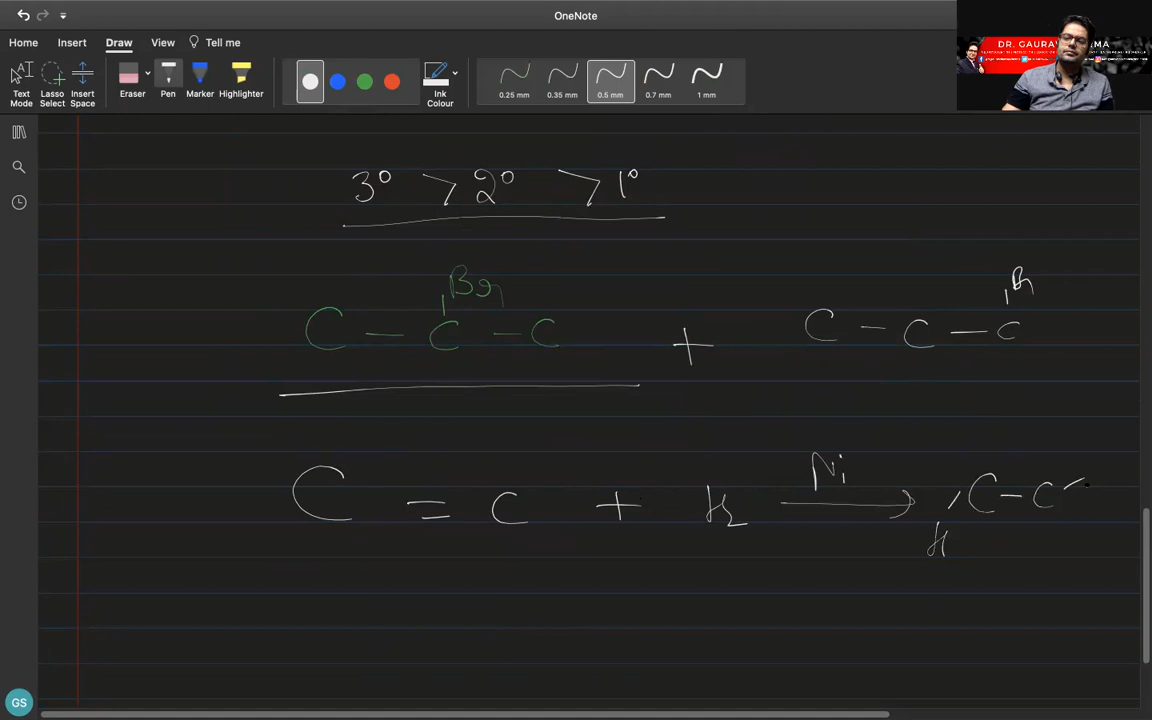 OneNote
Home Insert Draw View Tell me
Text Mode Lasso Select Insert Space Eraser Pen Marker Highlighter Ink Colour 0.25 mm 0.35 mm 0.5 mm 0.7 mm 1 mm
3° > 2° > 1°
Br Br
C - C - C + C - C - C
Ni
C = C + H2 → C - C
H
GS